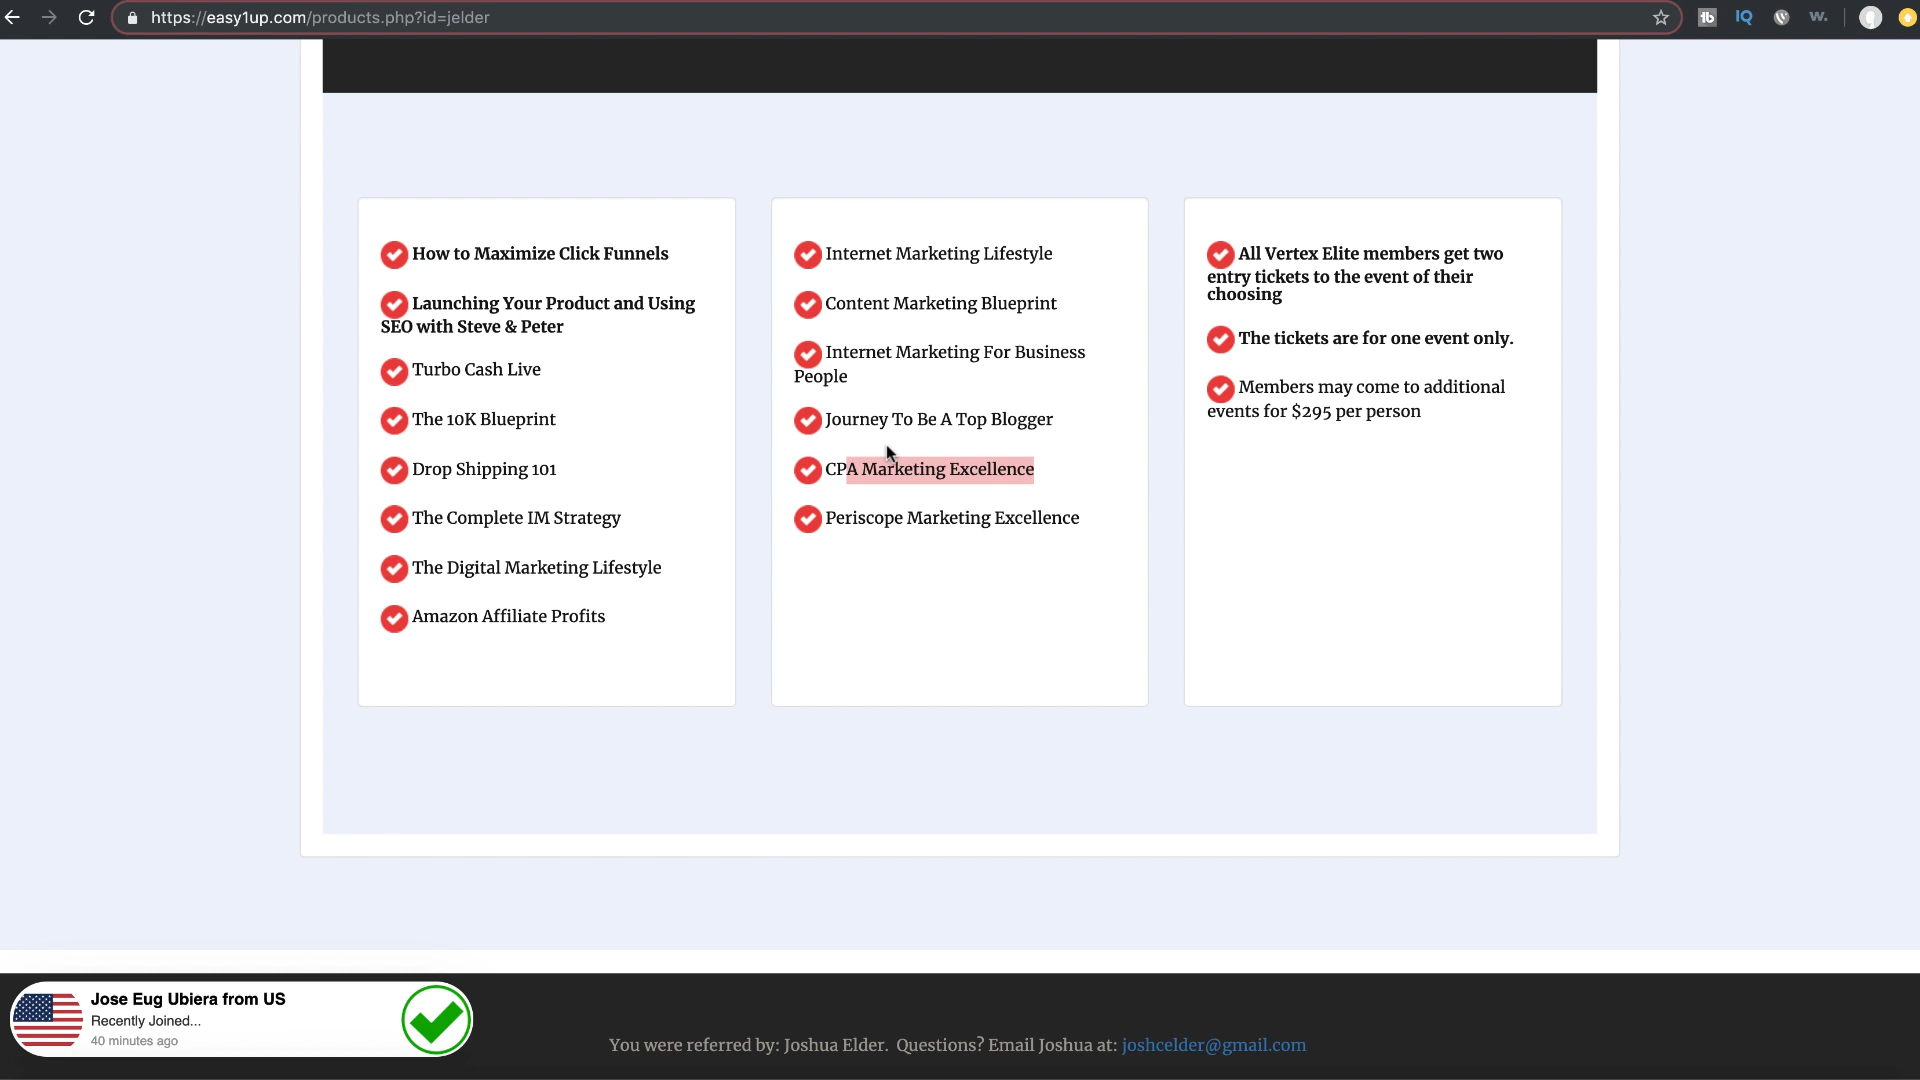 https://easy1up.com/products.php?id=jelder
IQ
w.
How to Maximize Click Funnels
Launching Your Product and Using
SEO with Steve & Peter
Turbo Cash Live
The 10K Blueprint
Drop Shipping 101
The Complete IM Strategy
The Digital Marketing Lifestyle
Amazon Affiliate Profits
Internet Marketing Lifestyle
Content Marketing Blueprint
Internet Marketing For Business
People
Journey To Be A Top Blogger
CPA Marketing Excellence
Periscope Marketing Excellence
All Vertex Elite members get two
entry tickets to the event of their
choosing
The tickets are for one event only.
Members may come to additional
events for $295 per person
Jose Eug Ubiera from US
Recently Joined...
40 minutes ago
You were referred by: Joshua Elder. Questions? Email Joshua at: joshcelder@gmail.com